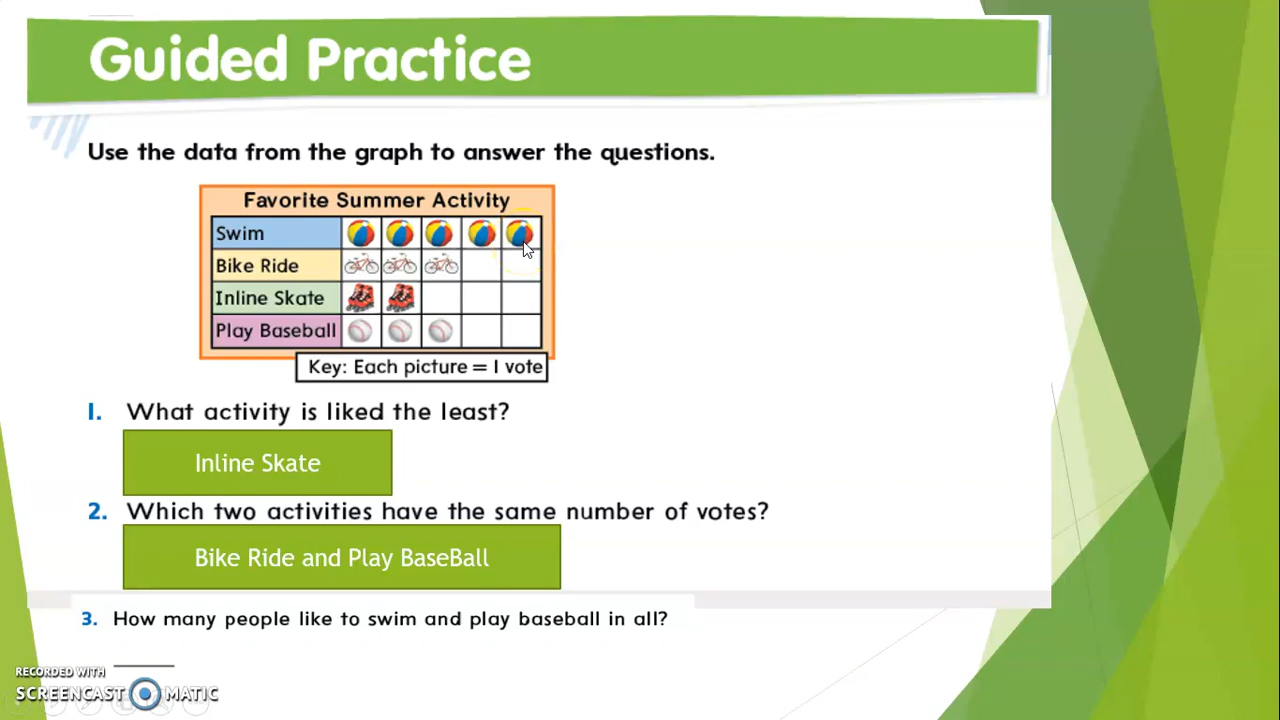 Guided Practice
Use the data from the graph to answer the questions.
Favorite Summer Activity
Swim
Bike Ride
Inline Skate
Play Baseball
Key: Each picture = 1 vote
1. What activity is liked the least?
Inline Skate
2. Which two activities have the same number of votes?
Bike Ride and Play BaseBall
3. How many people like to swim and play baseball in all?
RECORDED WITH
SCREENCAST MATIC